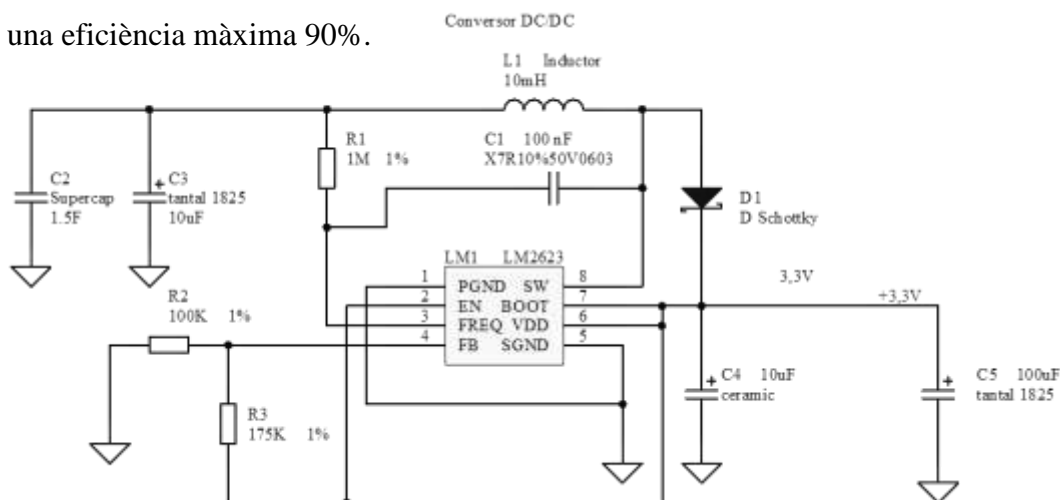 una eficiència màxima 90%.
Conversor DC/DC
L1 Inductor
10mH
R1
1M 1%
C1 100 nF
X7R10%50V0603
C2
Supercap
1.5F
C3
tantal 1825
10uF
D1
D Schottky
LM1 LM2623
1 PGND SW 8
2 EN BOOT 7
3 FREQ VDD 6
4 FB SGND 5
3,3V
+3,3V
R2
100K 1%
R3
175K 1%
C4 10uF
ceramic
C5 100uF
tantal 1825